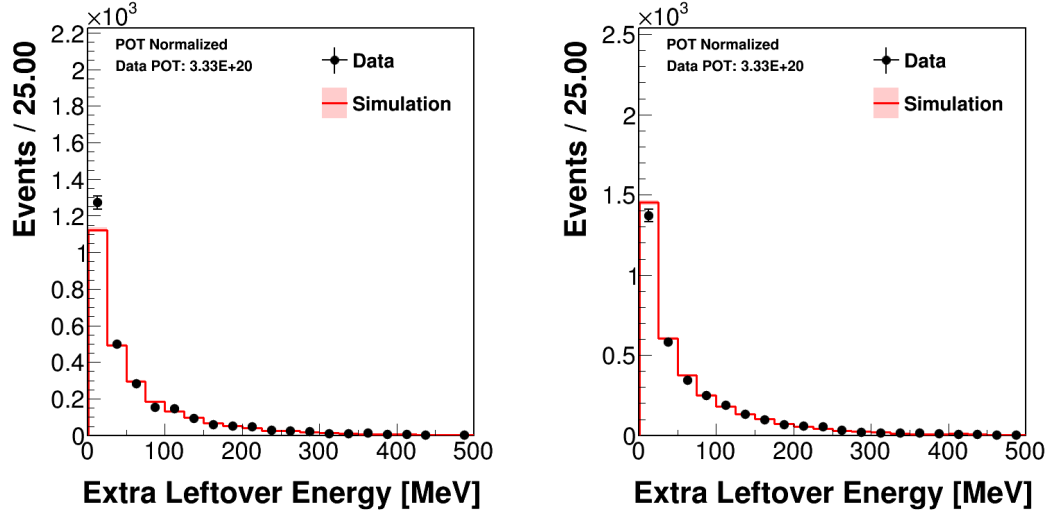 ×10³
2.2
2
1.8
1.6
1.4
1.2
1
0.8
0.6
0.4
0.2
0
0 100 200 300 400 500
Events / 25.00
Extra Leftover Energy [MeV]
POT Normalized
Data POT: 3.33E+20
Data
Simulation
×10³
2.5
2
1.5
1
0.5
0
0 100 200 300 400 500
Events / 25.00
Extra Leftover Energy [MeV]
POT Normalized
Data POT: 3.33E+20
Data
Simulation